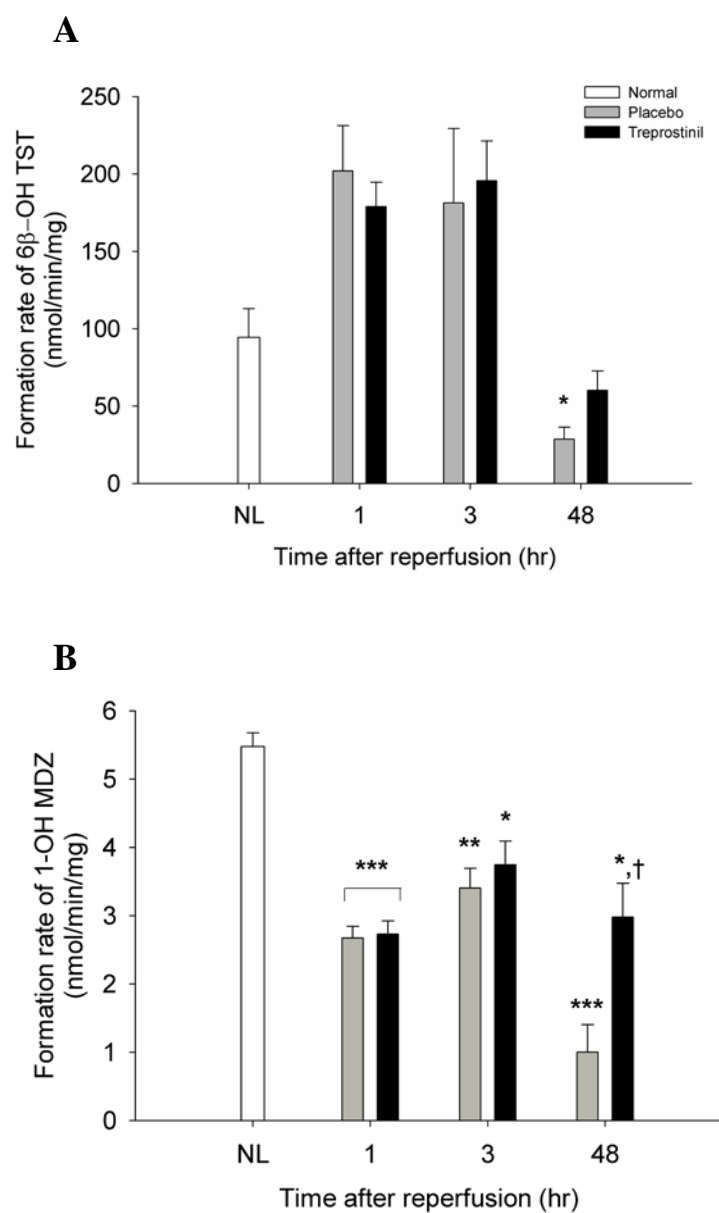 A
Formation rate of 6β−OH TST
(nmol/min/mg)
250
200
150
100
50
0
Normal
Placebo
Treprostinil
*
NL
1
3
48
Time after reperfusion (hr)
B
Formation rate of 1-OH MDZ
(nmol/min/mg)
6
5
4
3
2
1
0
***
**
*
***
*,†
NL
1
3
48
Time after reperfusion (hr)